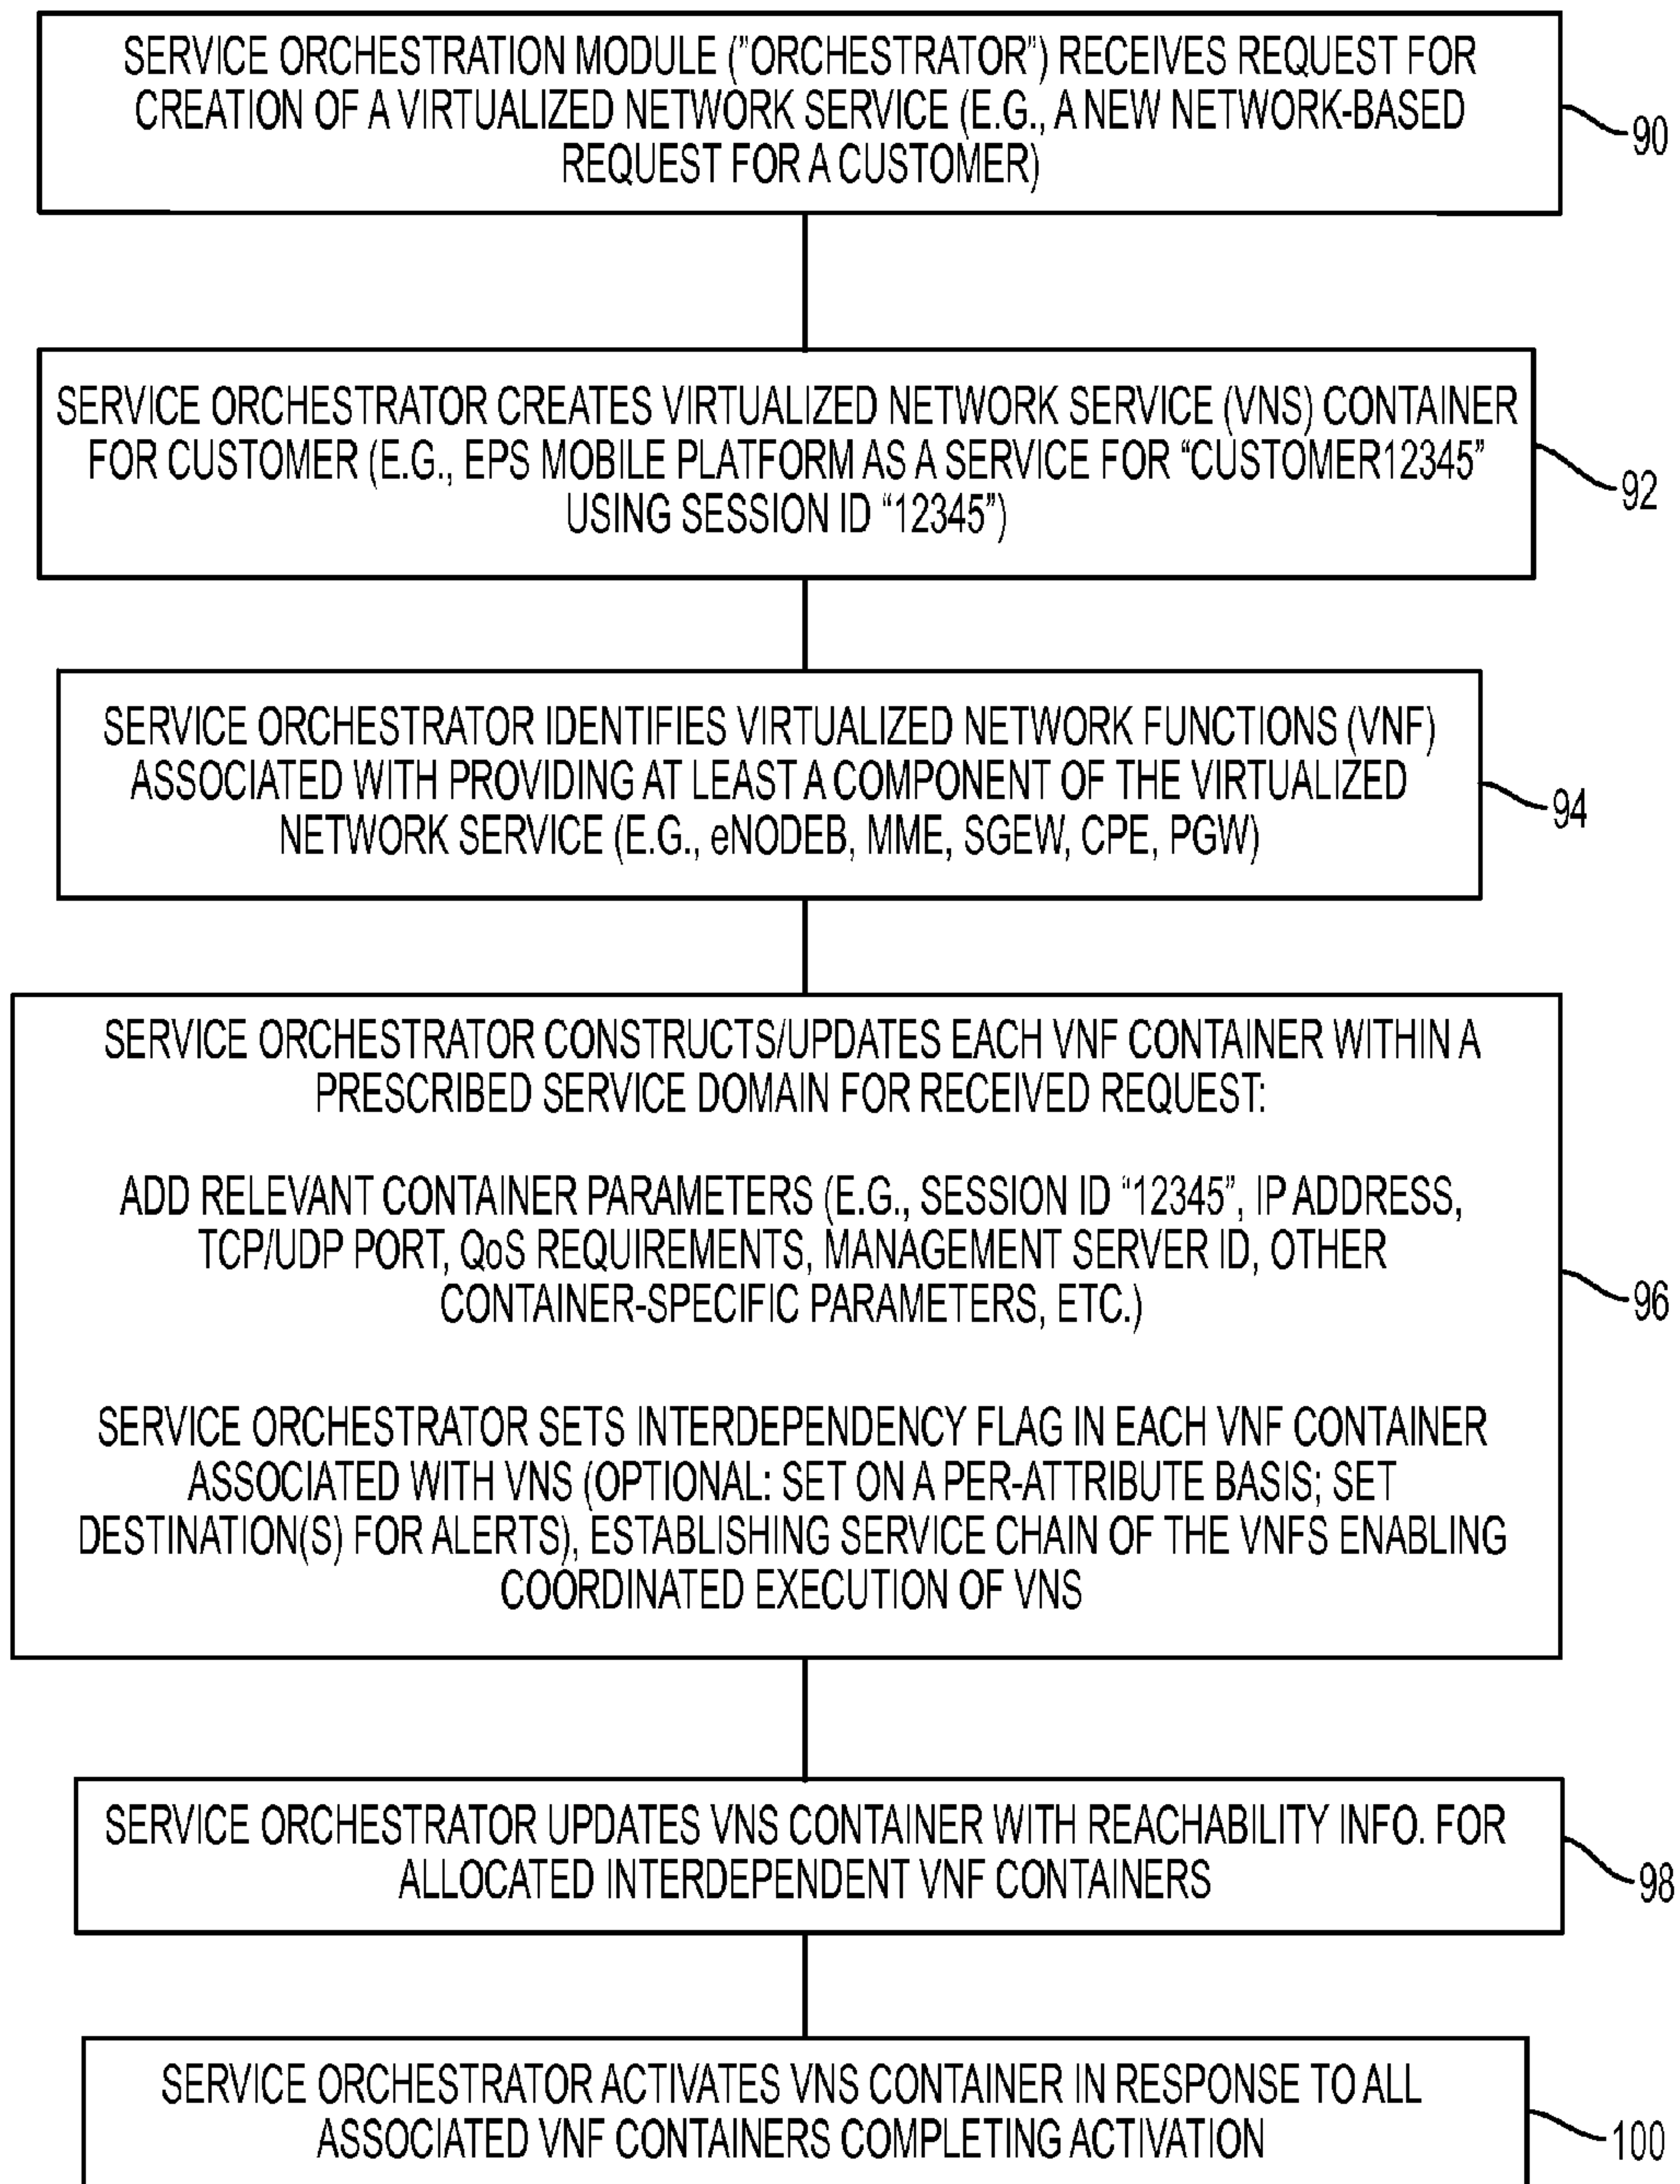 SERVICE ORCHESTRATION MODULE ("ORCHESTRATOR") RECEIVES REQUEST FOR
CREATION OF A VIRTUALIZED NETWORK SERVICE (E.G., A NEW NETWORK-BASED
REQUEST FOR A CUSTOMER)
90
SERVICE ORCHESTRATOR CREATES VIRTUALIZED NETWORK SERVICE (VNS) CONTAINER
FOR CUSTOMER (E.G., EPS MOBILE PLATFORM AS A SERVICE FOR “CUSTOMER12345”
USING SESSION ID “12345”)
92
SERVICE ORCHESTRATOR IDENTIFIES VIRTUALIZED NETWORK FUNCTIONS (VNF)
ASSOCIATED WITH PROVIDING AT LEAST A COMPONENT OF THE VIRTUALIZED
NETWORK SERVICE (E.G., eNODEB, MME, SGEW, CPE, PGW)
94
SERVICE ORCHESTRATOR CONSTRUCTS/UPDATES EACH VNF CONTAINER WITHIN A
PRESCRIBED SERVICE DOMAIN FOR RECEIVED REQUEST:
ADD RELEVANT CONTAINER PARAMETERS (E.G., SESSION ID “12345”, IP ADDRESS,
TCP/UDP PORT, QoS REQUIREMENTS, MANAGEMENT SERVER ID, OTHER
CONTAINER-SPECIFIC PARAMETERS, ETC.)
SERVICE ORCHESTRATOR SETS INTERDEPENDENCY FLAG IN EACH VNF CONTAINER
ASSOCIATED WITH VNS (OPTIONAL: SET ON A PER-ATTRIBUTE BASIS; SET
DESTINATION(S) FOR ALERTS), ESTABLISHING SERVICE CHAIN OF THE VNFS ENABLING
COORDINATED EXECUTION OF VNS
96
SERVICE ORCHESTRATOR UPDATES VNS CONTAINER WITH REACHABILITY INFO. FOR
ALLOCATED INTERDEPENDENT VNF CONTAINERS
98
SERVICE ORCHESTRATOR ACTIVATES VNS CONTAINER IN RESPONSE TO ALL
ASSOCIATED VNF CONTAINERS COMPLETING ACTIVATION
100